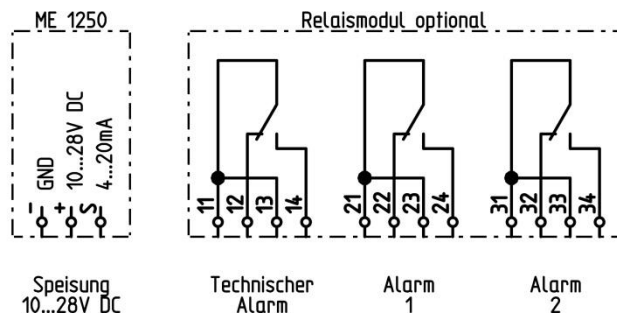 ME 1250
Relaismodul optional
GND
10...28V DC
4...20mA
- + S
11 12 13 14
21 22 23 24
31 32 33 34
Speisung
10...28V DC
Technischer
Alarm
Alarm
1
Alarm
2